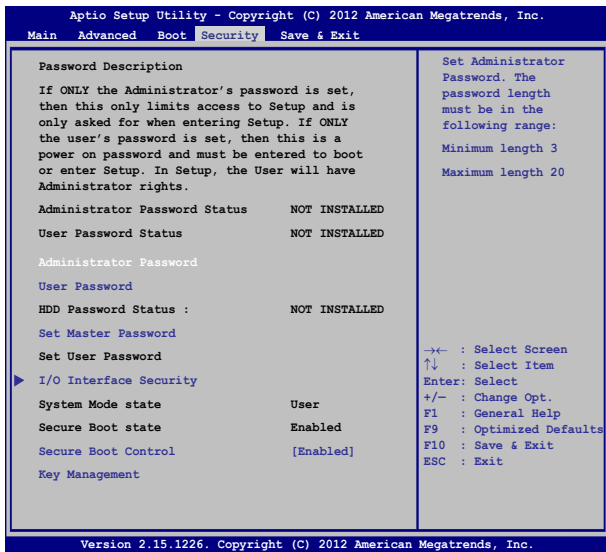 Aptio Setup Utility - Copyright (C) 2012 American Megatrends, Inc.
Main Advanced Boot Security Save & Exit
Password Description
If ONLY the Administrator's password is set,
then this only limits access to Setup and is
only asked for when entering Setup. If ONLY
the user's password is set, then this is a
power on password and must be entered to boot
or enter Setup. In Setup, the User will have
Administrator rights.
Administrator Password Status NOT INSTALLED
User Password Status NOT INSTALLED
Administrator Password
User Password
HDD Password Status : NOT INSTALLED
Set Master Password
Set User Password
I/O Interface Security
System Mode state User
Secure Boot state Enabled
Secure Boot Control [Enabled]
Key Management
Set Administrator
Password. The
password length
must be in the
following range:
Minimum length 3
Maximum length 20
→← : Select Screen
↑↓ : Select Item
Enter: Select
+/— : Change Opt.
F1 : General Help
F9 : Optimized Defaults
F10 : Save & Exit
ESC : Exit
Version 2.15.1226. Copyright (C) 2012 American Megatrends, Inc.